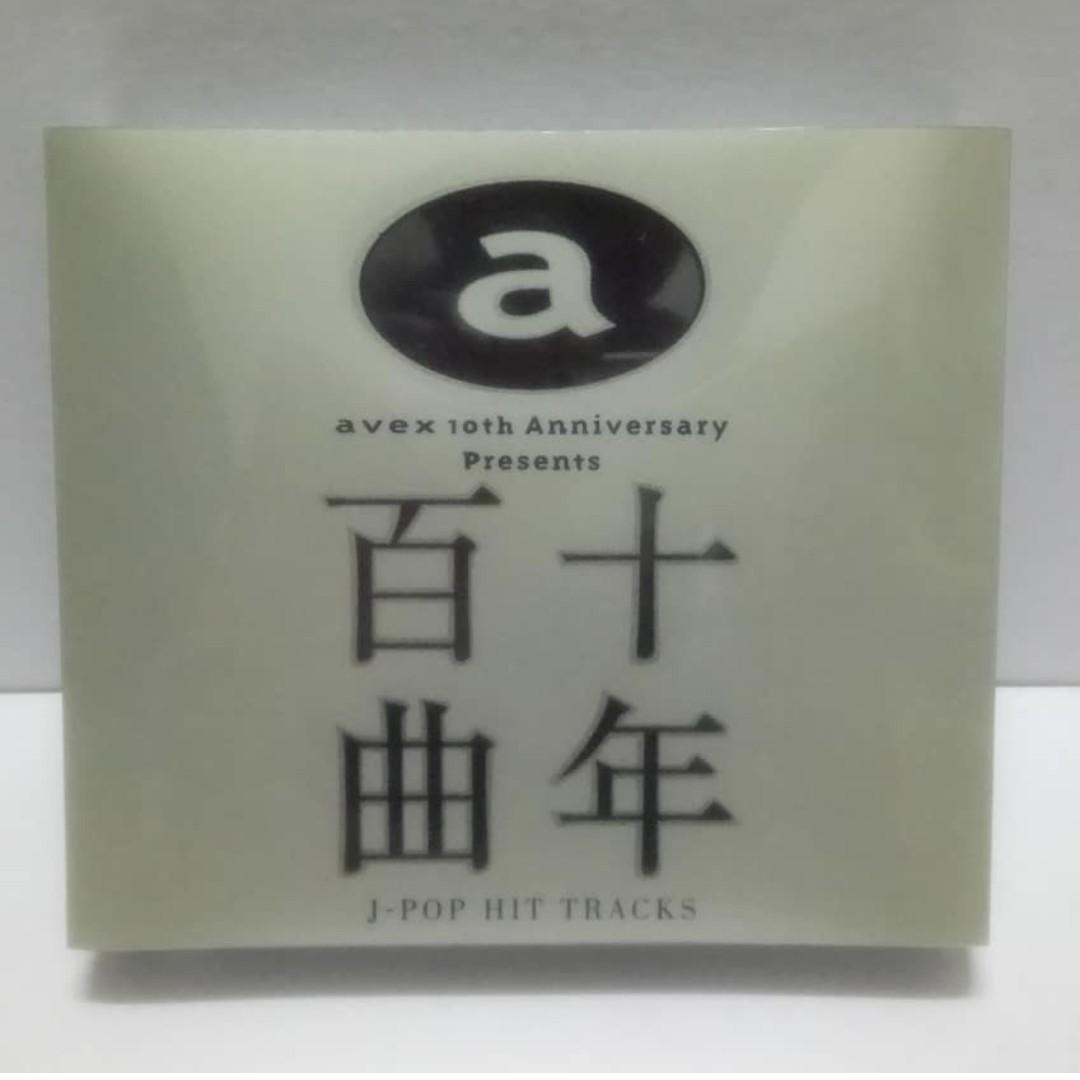 a
avex 10th Anniversary
Presents
十年
百曲
J-POP HIT TRACKS